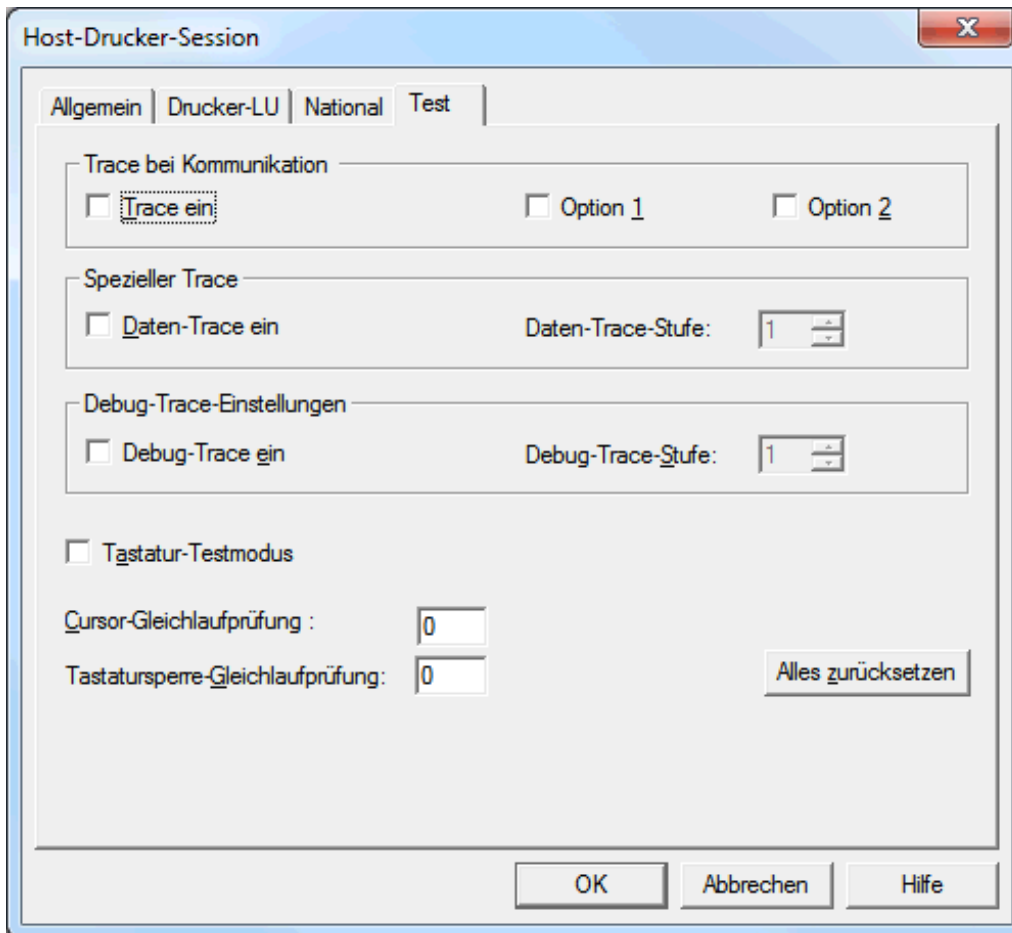 Host-Drucker-Session
Allgemein Drucker-LU National Test
Trace bei Kommunikation
Trace ein Option 1 Option 2
Spezieller Trace
Daten-Trace ein Daten-Trace-Stufe: 1
Debug-Trace-Einstellungen
Debug-Trace ein Debug-Trace-Stufe: 1
Tastatur-Testmodus
Cursor-Gleichlaufprüfung : 0
Tastatursperre-Gleichlaufprüfung: 0 Alles zurücksetzen
OK Abbrechen Hilfe